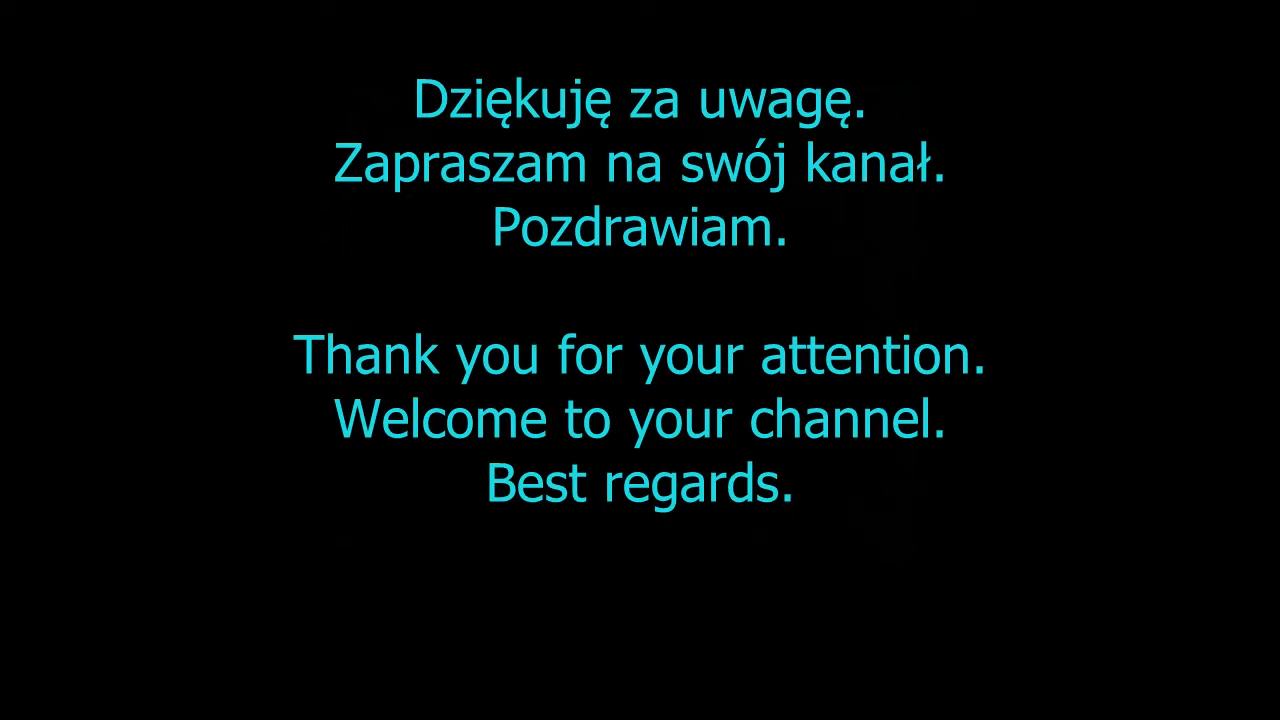 Dziękuję za uwagę.
Zapraszam na swój kanał.
Pozdrawiam.
Thank you for your attention.
Welcome to your channel.
Best regards.